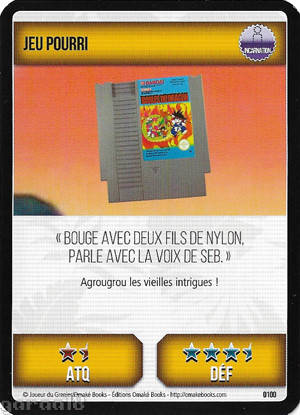 JEU POURRI
INCARNATION
« BOUGE AVEC DEUX FILS DE NYLON,
PARLE AVEC LA VOIX DE SEB. »
Agrougrou les vieilles intrigues !
ATQ
DÉF
© Joueur du Grenier/Omaké Books - Éditions Omaké Books - http://omakebooks.com/
0100